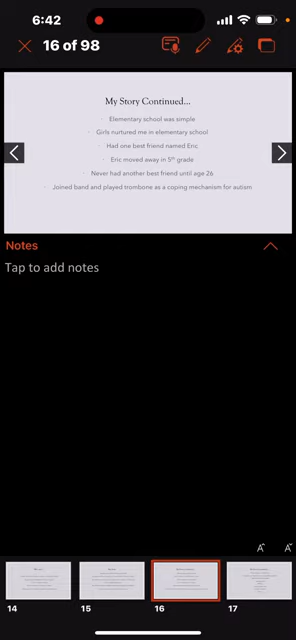 6:42
16 of 98
My Story Continued...
Elementary school was simple
Girls nurtured me in elementary school
Had one best friend named Eric
Eric moved away in 5th grade
Never had another best friend until age 26
Joined band and played trombone as a coping mechanism for autism
Notes
Tap to add notes
A A
14 15 16 17